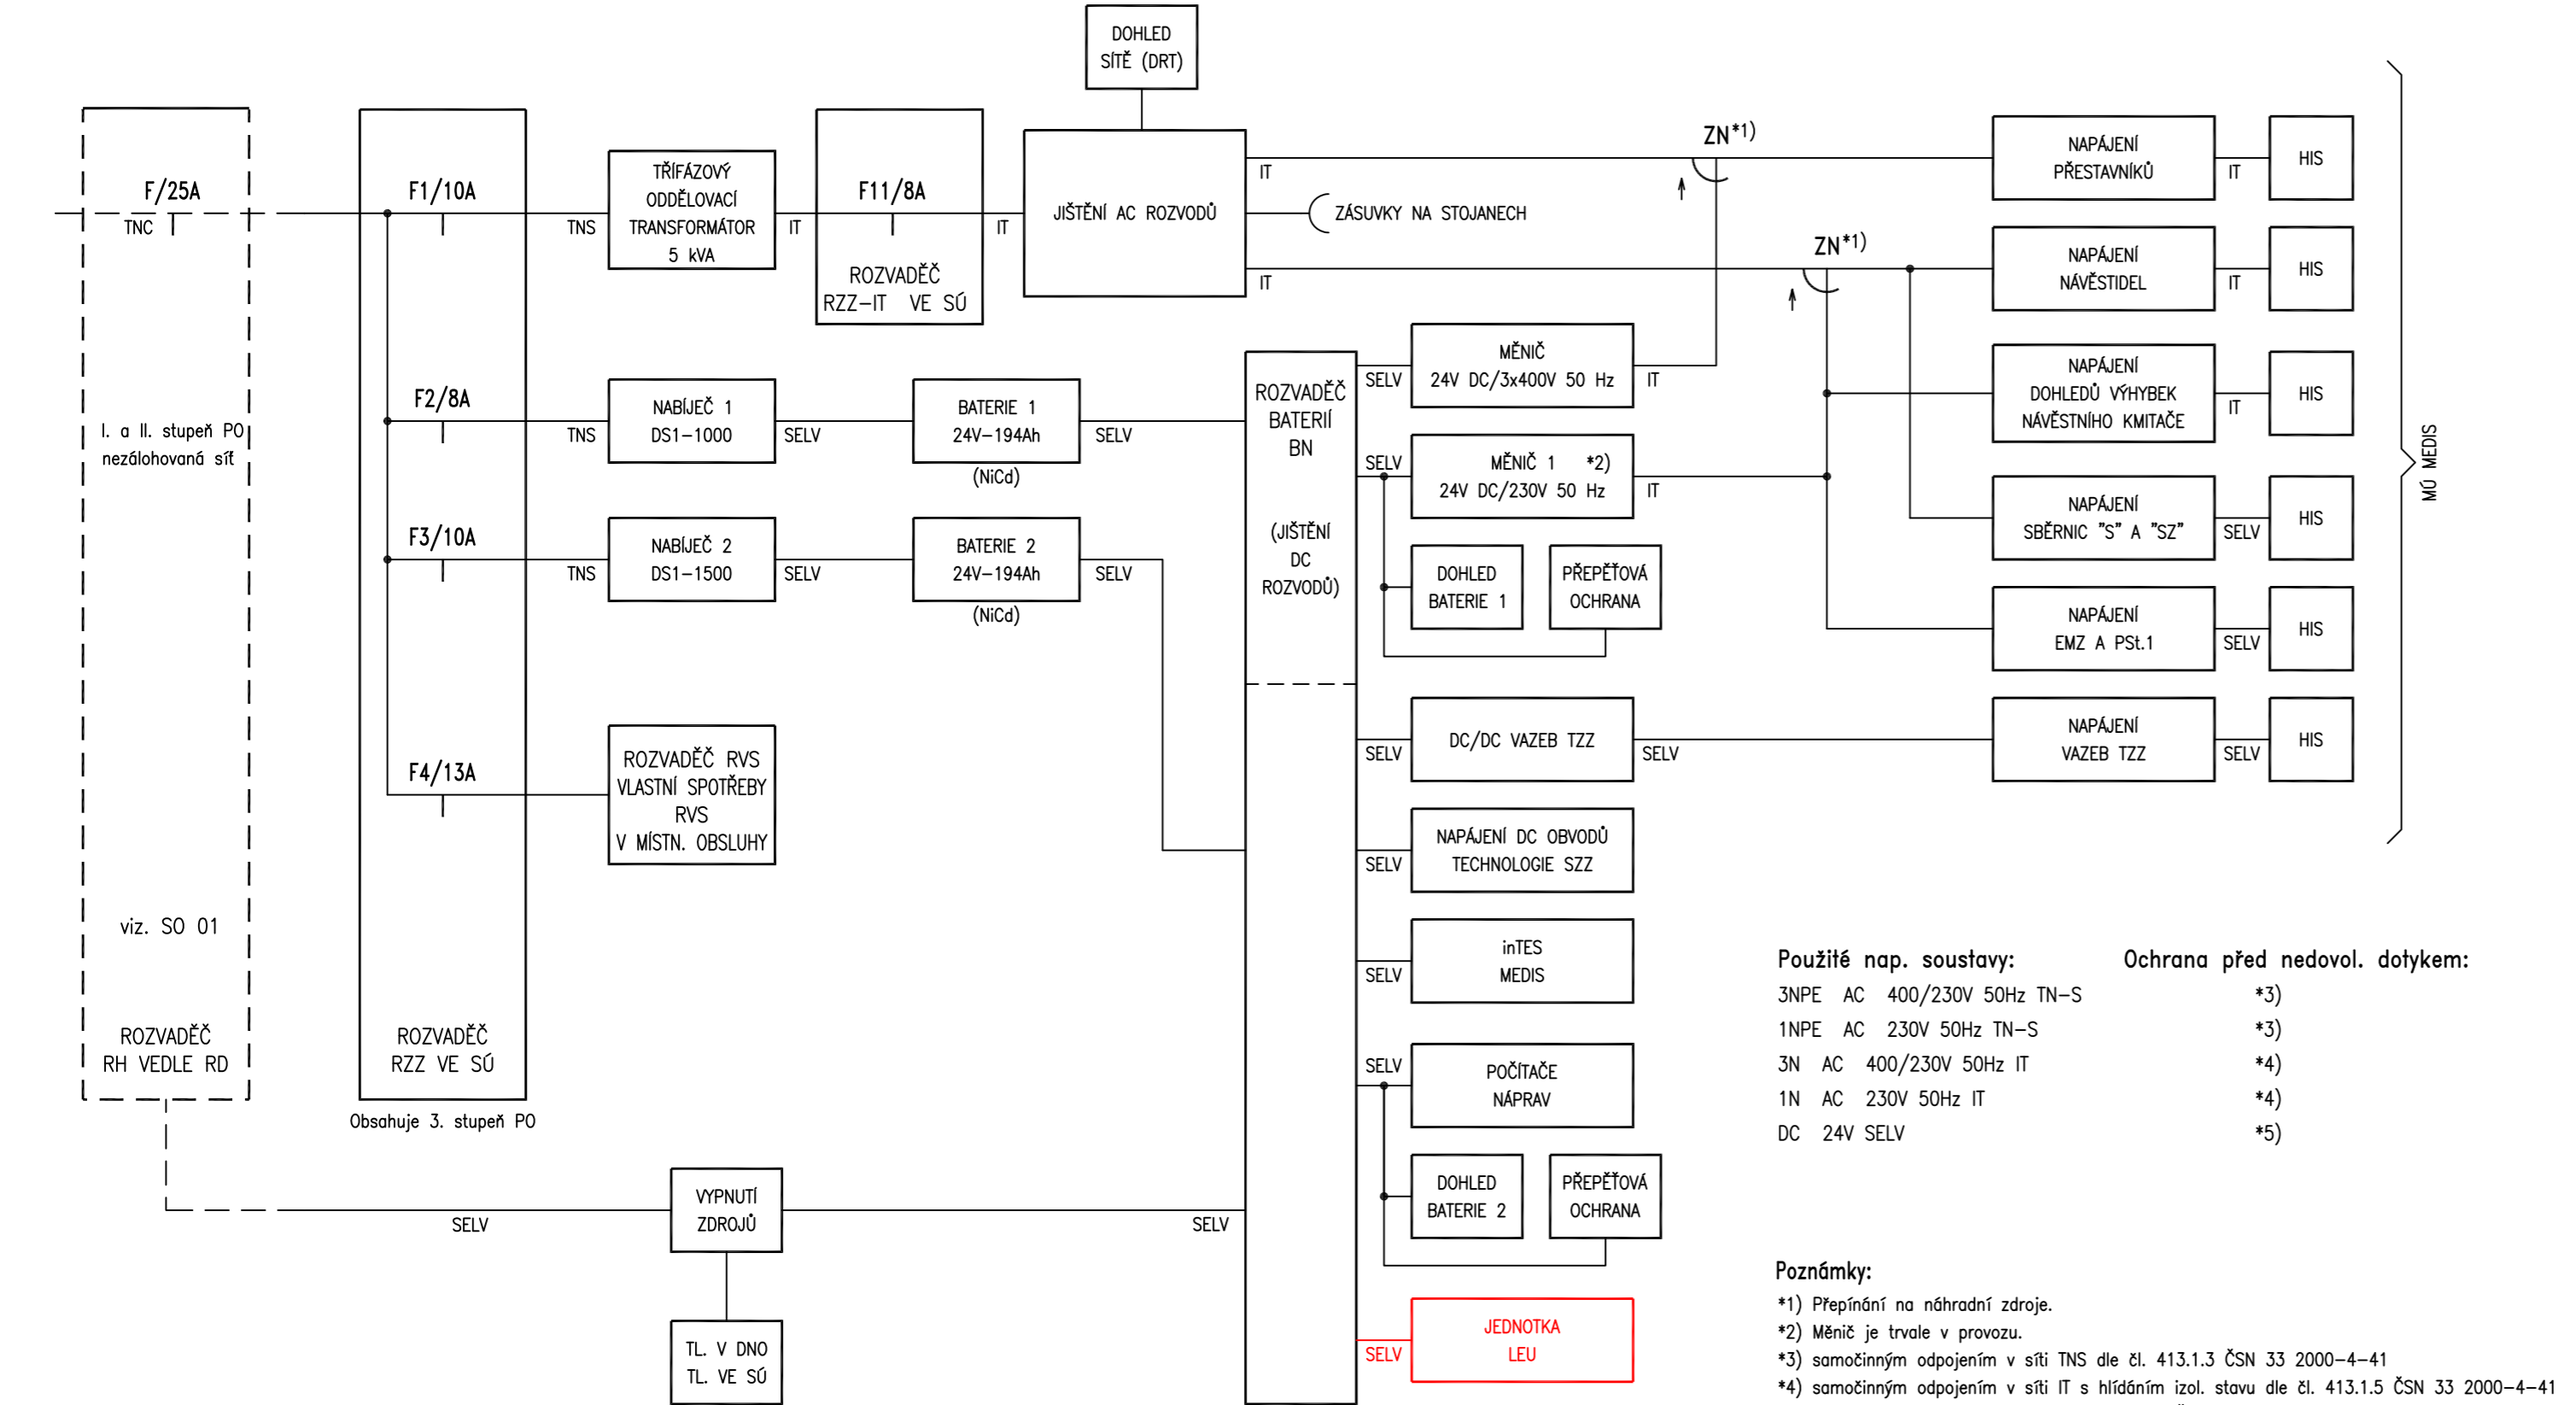 DOHLED
SÍTĚ (DRT)
F/25A
TNC
I. a II. stupeň PO
nezálohovaná síť
viz. SO 01
ROZVADĚČ
RH VEDLE RD
F1/10A
F2/8A
F3/10A
F4/13A
ROZVADĚČ
RZZ VE SÚ
Obsahuje 3. stupeň PO
TNS
TŘÍFÁZOVÝ
ODDĚLOVACÍ
TRANSFORMÁTOR
5 kVA
IT
F11/8A
ROZVADĚČ
RZZ-IT VE SÚ
IT
JIŠTĚNÍ AC ROZVODŮ
IT
ZÁSUVKY NA STOJANECH
IT
ZN*1)
ZN*1)
TNS
NABÍJEČ 1
DS1-1000
SELV
BATERIE 1
24V-194Ah
(NiCd)
SELV
TNS
NABÍJEČ 2
DS1-1500
SELV
BATERIE 2
24V-194Ah
(NiCd)
SELV
ROZVADĚČ RVS
VLASTNÍ SPOTŘEBY
RVS
V MÍSTN. OBSLUHY
ROZVADĚČ
BATERIÍ
BN
(JIŠTĚNÍ
DC
ROZVODŮ)
SELV
MĚNIČ
24V DC/3x400V 50 Hz
IT
SELV
MĚNIČ 1 *2)
24V DC/230V 50 Hz
IT
DOHLED
BATERIE 1
PŘEPĚŤOVÁ
OCHRANA
SELV
DC/DC VAZEB TZZ
SELV
SELV
NAPÁJENÍ DC OBVODŮ
TECHNOLOGIE SZZ
SELV
inTES
MEDIS
SELV
POČÍTAČE
NÁPRAV
DOHLED
BATERIE 2
PŘEPĚŤOVÁ
OCHRANA
SELV
JEDNOTKA
LEU
SELV
VYPNUTÍ
ZDROJŮ
SELV
TL. V DNO
TL. VE SÚ
NAPÁJENÍ
PŘESTAVNÍKŮ
IT
HIS
NAPÁJENÍ
NÁVĚSTIDEL
IT
HIS
NAPÁJENÍ
DOHLEDŮ VÝHYBEK
NÁVĚSTNÍHO KMITAČE
IT
HIS
NAPÁJENÍ
SBĚRNIC "S" A "SZ"
SELV
HIS
NAPÁJENÍ
EMZ A PSt.1
SELV
HIS
NAPÁJENÍ
VAZEB TZZ
SELV
HIS
MÚ MEDIS
Použité nap. soustavy: Ochrana před nedovol. dotykem:
3NPE AC 400/230V 50Hz TN-S *3)
1NPE AC 230V 50Hz TN-S *3)
3N AC 400/230V 50Hz IT *4)
1N AC 230V 50Hz IT *4)
DC 24V SELV *5)
Poznámky:
*1) Přepínání na náhradní zdroje.
*2) Měnič je trvale v provozu.
*3) samočinným odpojením v síti TNS dle čl. 413.1.3 ČSN 33 2000-4-41
*4) samočinným odpojením v síti IT s hlídáním izol. stavu dle čl. 413.1.5 ČSN 33 2000-4-41